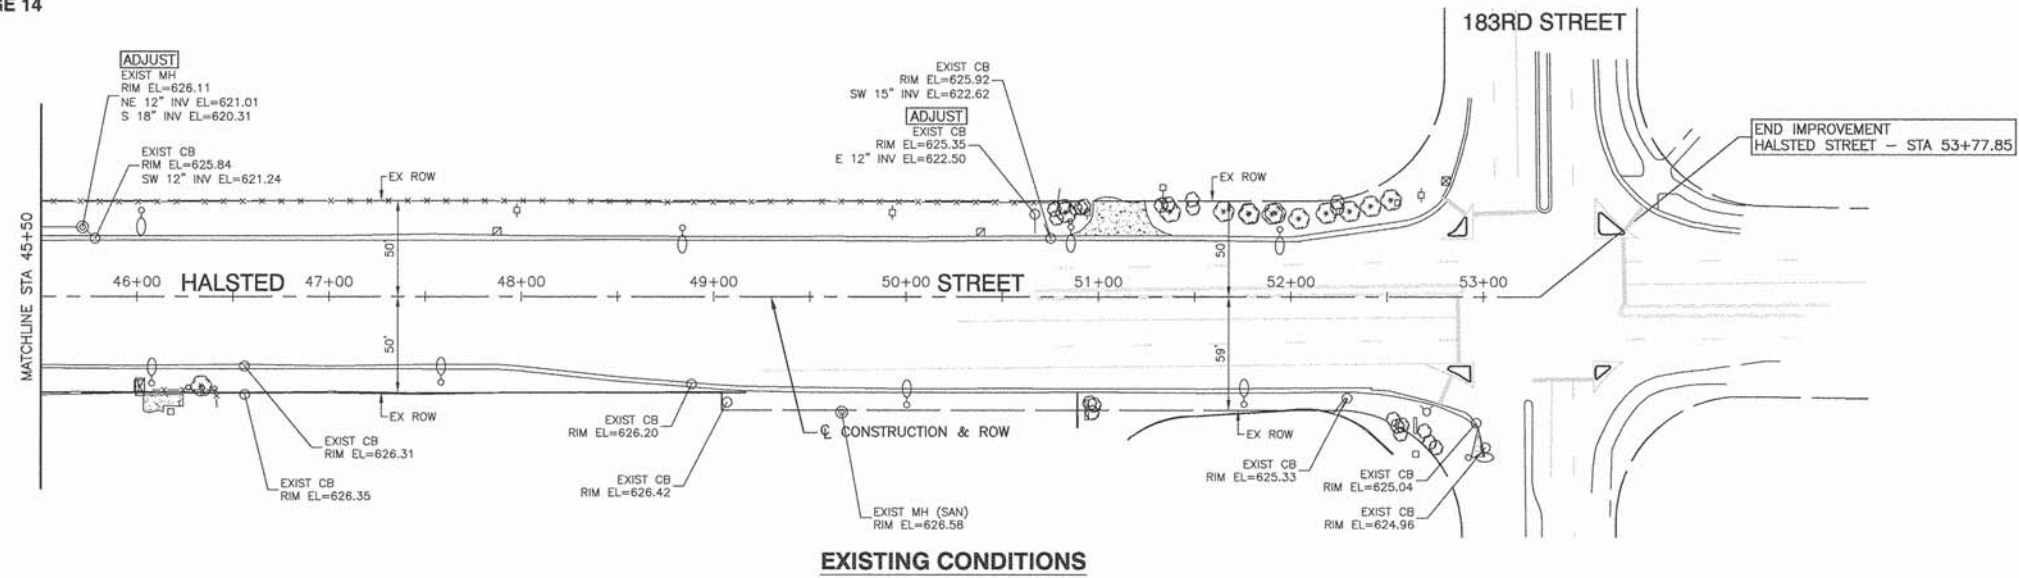 GE 14
183RD STREET
ADJUST
EXIST MH
RIM EL=626.11
NE 12" INV EL=621.01
S 18" INV EL=620.31
EXIST CB
RIM EL=625.84
SW 12" INV EL=621.24
EX ROW
EXIST CB
RIM EL=625.92
SW 15" INV EL=622.62
ADJUST
EXIST CB
RIM EL=625.35
E 12" INV EL=622.50
EX ROW
END IMPROVEMENT
HALSTED STREET - STA 53+77.85
MATCHLINE STA 45+50
50'
50'
46+00 HALSTED 47+00 48+00 49+00 50+00 STREET 51+00 52+00 53+00
50'
59'
EX ROW
EXIST CB
RIM EL=626.31
EXIST CB
RIM EL=626.35
EXIST CB
RIM EL=626.20
EXIST CB
RIM EL=626.42
℄ CONSTRUCTION & ROW
EXIST MH (SAN)
RIM EL=626.58
EX ROW
EXIST CB
RIM EL=625.33
EXIST CB
RIM EL=625.04
EXIST CB
RIM EL=624.96
EXISTING CONDITIONS